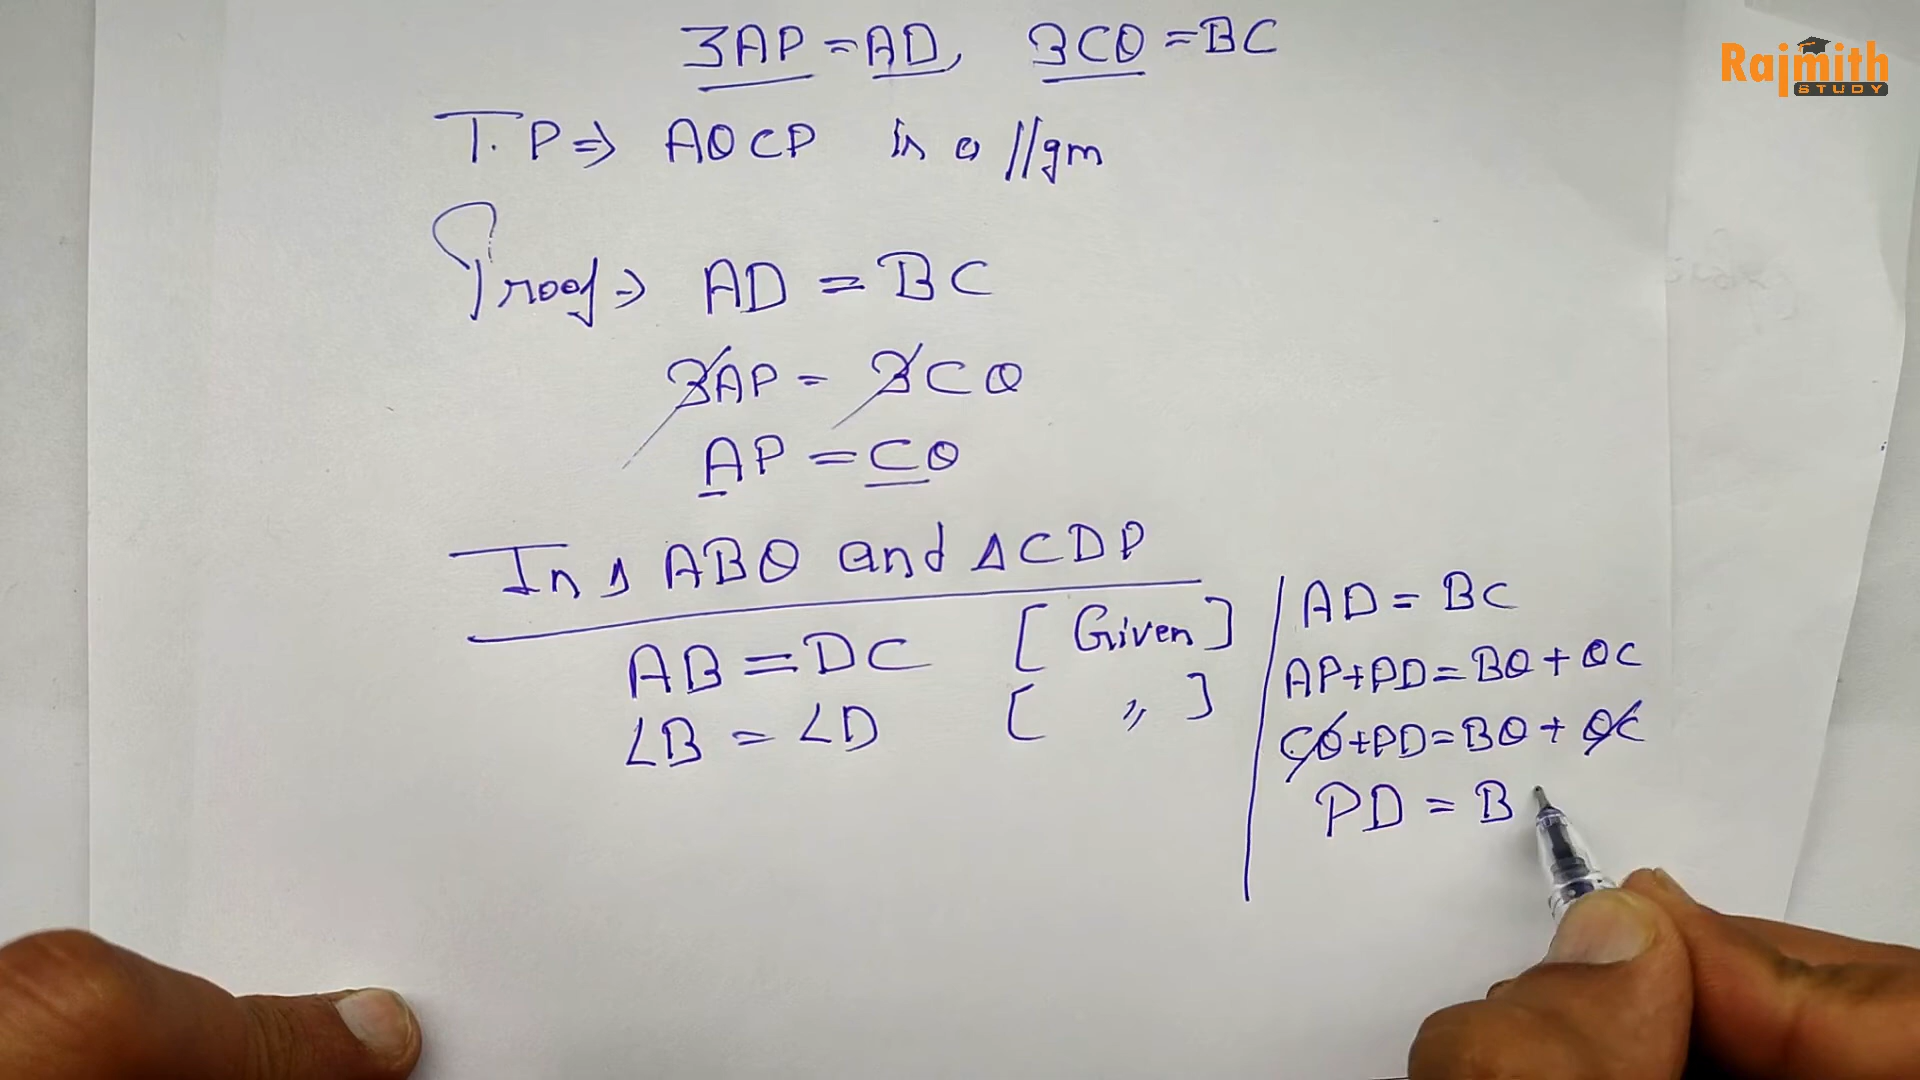 3AP = AD, 3CQ = BC
Rajmith
STUDY
T.P ⇒ AQCP is a //gm
Proof ⇒ AD = BC
3AP = 3CQ
AP = CQ
In Δ ABQ and Δ CDP
AB = DC [Given]
∠B = ∠D [ " ]
AD = BC
AP+PD = BQ + QC
CQ+PD = BQ + QC
PD = B